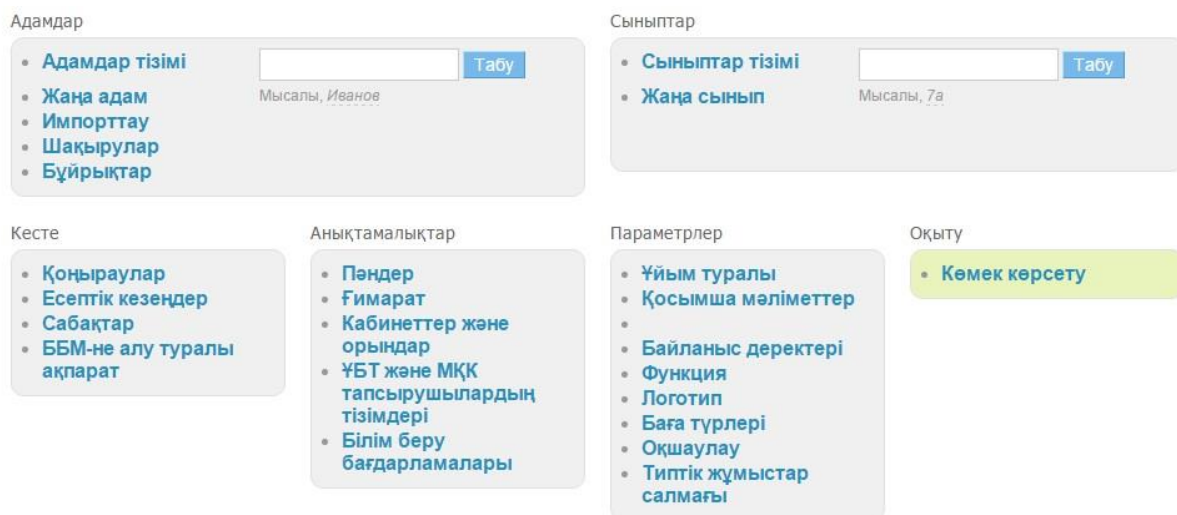 Адамдар
Адамдар тізімі
Табу
Жаңа адам
Мысалы, Иванов
Импорттау
Шақырулар
Бұйрықтар
Сыныптар
Сыныптар тізімі
Табу
Жаңа сынып
Мысалы, 7а
Кесте
Қоңыраулар
Есептік кезеңдер
Сабақтар
ББМ-не алу туралы
ақпарат
Анықтамалықтар
Пәндер
Ғимарат
Кабинеттер және
орындар
ҰБТ және МҚК
тапсырушылардың
тізімдері
Білім беру
бағдарламалары
Параметрлер
Ұйым туралы
Қосымша мәліметтер
Байланыс деректері
Функция
Логотип
Баға түрлері
Оқшаулау
Типтік жұмыстар
салмағы
Оқыту
Көмек көрсету